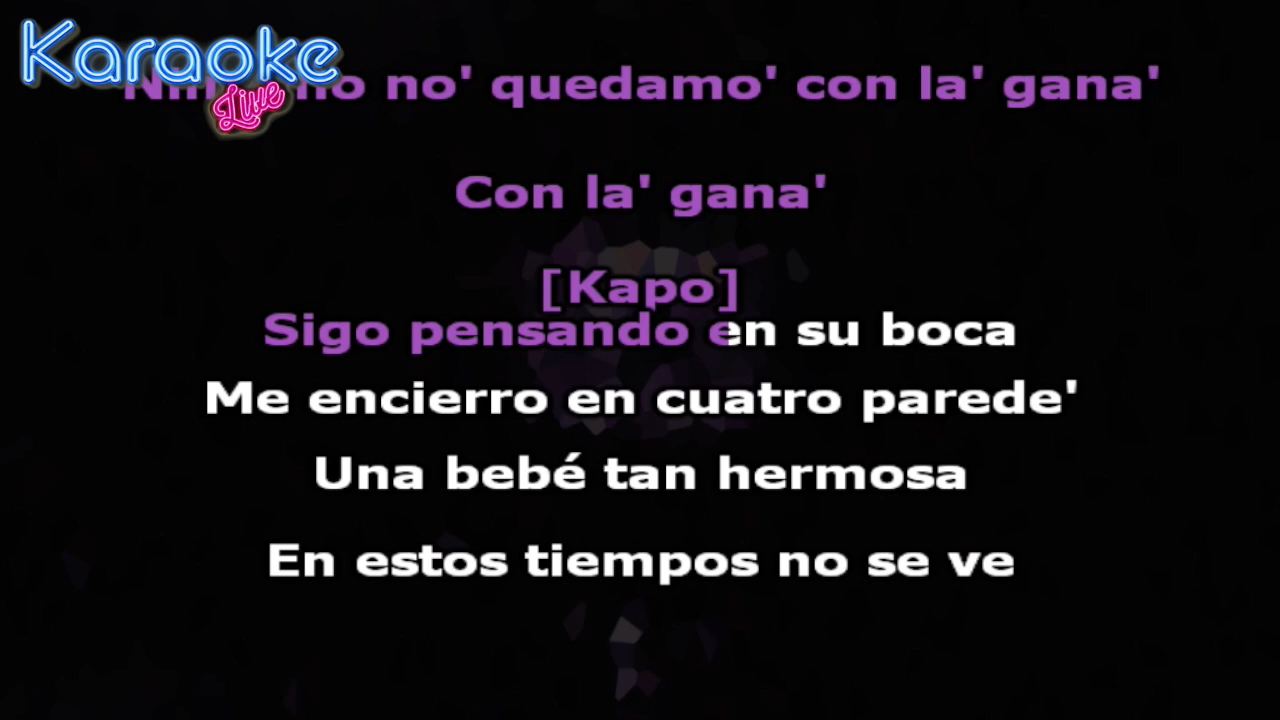 Karaoke
Live
no' quedamo' con la' gana'
Con la' gana'
[Kapo]
Sigo pensando en su boca
Me encierro en cuatro parede'
Una bebé tan hermosa
En estos tiempos no se ve